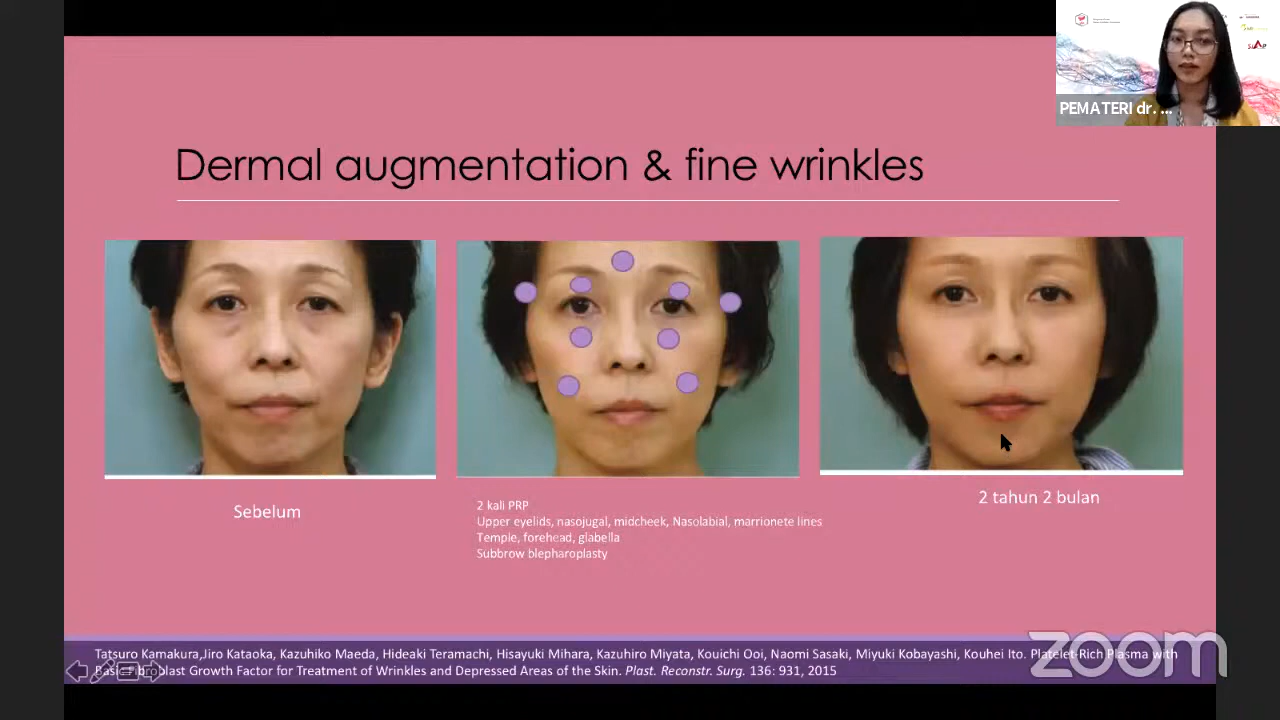 PEMATERI dr. ...
Dermal augmentation & fine wrinkles
Sebelum
2 kali PRP
Upper eyelids, nasojugal, midcheek, Nasolabial, marrionete lines
Temple, forehead, glabella
Subbrow blepharoplasty
2 tahun 2 bulan
zoom
Tatsuro Kamakura,Jiro Kataoka, Kazuhiko Maeda, Hideaki Teramachi, Hisayuki Mihara, Kazuhiro Miyata, Kouichi Ooi, Naomi Sasaki, Miyuki Kobayashi, Kouhei Ito. Platelet-Rich Plasma with
Basic Fibroblast Growth Factor for Treatment of Wrinkles and Depressed Areas of the Skin. Plast. Reconstr. Surg. 136: 931, 2015